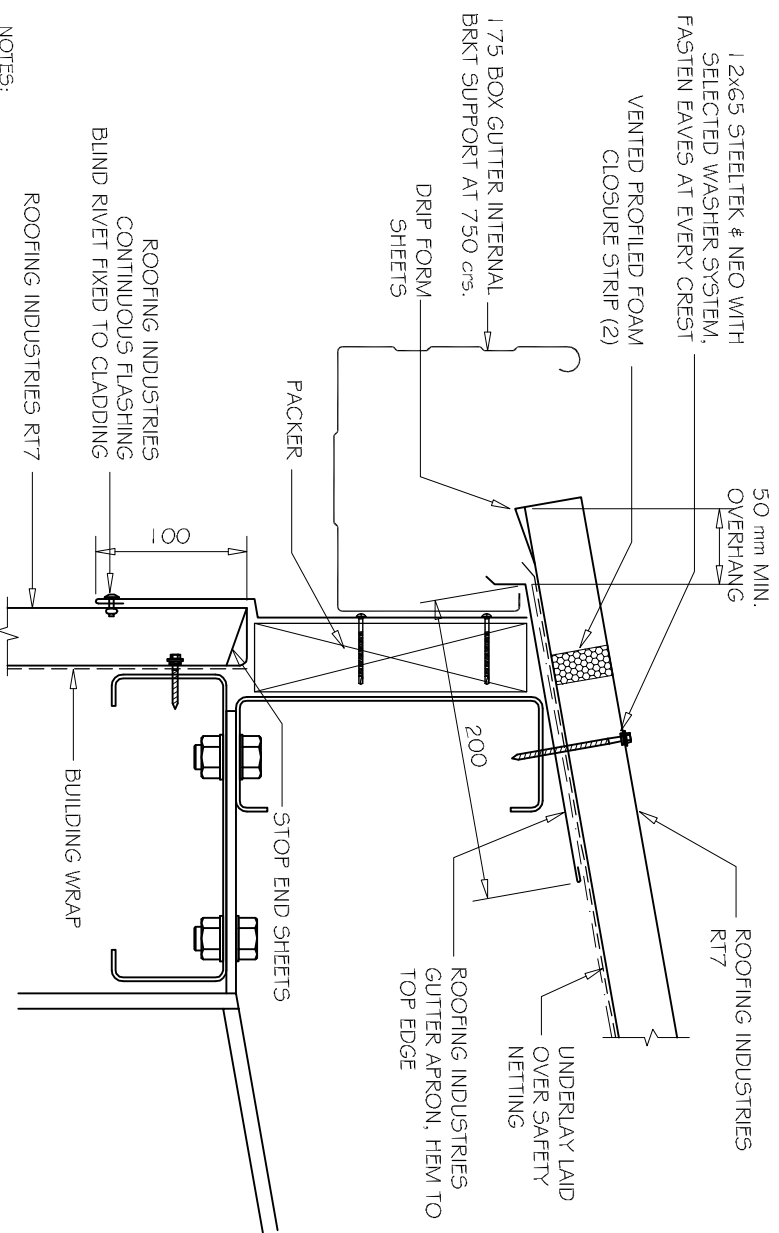 12x65 STEELTEK & NEO WITH
SELECTED WASHER SYSTEM,
FASTEN EAVES AT EVERY CREST
VENTED PROFILED FOAM
CLOSURE STRIP (2)
DRIP FORM
SHEETS
175 BOX GUTTER INTERNAL
BRKT SUPPORT AT 750 crs.
50 mm MIN.
OVERHANG
ROOFING INDUSTRIES
RT7
UNDERLAY LAID
OVER SAFETY
NETTING
ROOFING INDUSTRIES
GUTTER APRON, HEM TO
TOP EDGE
200
PACKER
100
ROOFING INDUSTRIES
CONTINUOUS FLASHING
BLIND RIVET FIXED TO CLADDING
ROOFING INDUSTRIES RT7
STOP END SHEETS
BUILDING WRAP
NOTES: